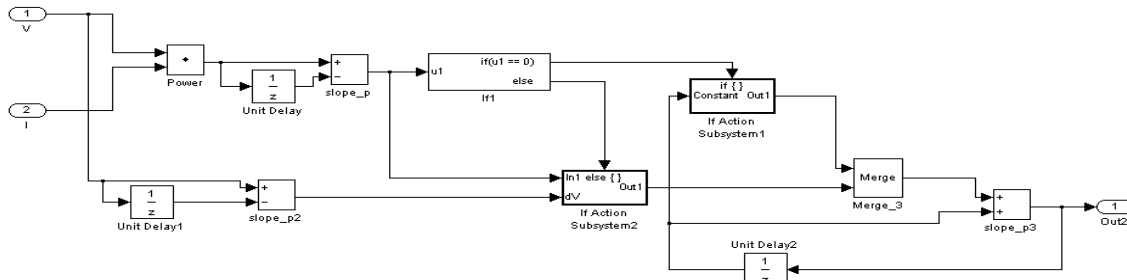 1
V
2
I
Power
1
z
Unit Delay
+
−
slope_p
u1
if(u1 == 0)
else
If1
if { }
Constant Out1
If Action
Subsystem1
1
z
Unit Delay1
+
−
slope_p2
In1 else { }
Out1
dV
If Action
Subsystem2
Merge
Merge_3
+
+
slope_p3
1
Out2
Unit Delay2
1
z